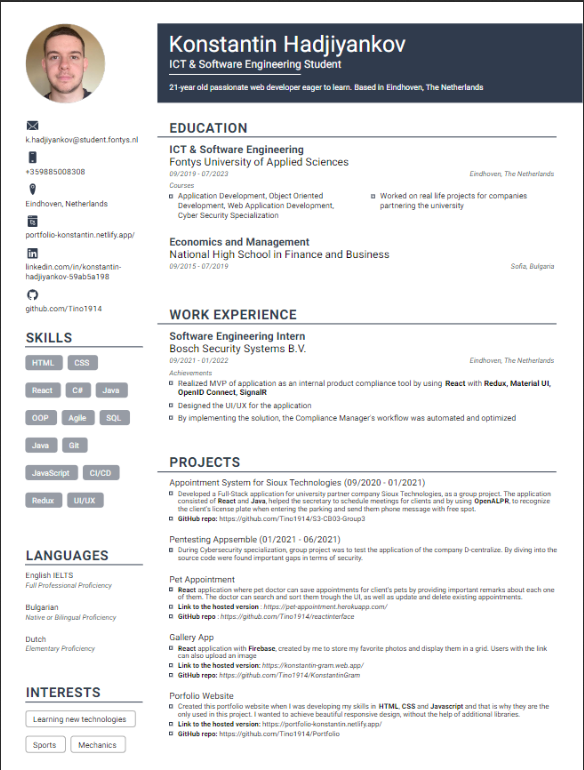 Konstantin Hadjiyankov
ICT & Software Engineering Student
21-year old passionate web developer eager to learn. Based in Eindhoven, The Netherlands
k.hadjiyankov@student.fontys.nl
+359885008308
Eindhoven, Netherlands
portfolio-konstantin.netlify.app/
linkedin.com/in/konstantin-
hadjiyankov-59ab5a198
github.com/Tino1914
SKILLS
HTML CSS
React C# Java
OOP Agile SQL
Java Git
JavaScript CI/CD
Redux UI/UX
LANGUAGES
English IELTS
Full Professional Proficiency
Bulgarian
Native or Bilingual Proficiency
Dutch
Elementary Proficiency
INTERESTS
Learning new technologies
Sports Mechanics
EDUCATION
ICT & Software Engineering
Fontys University of Applied Sciences
09/2019 - 07/2023 Eindhoven, The Netherlands
Courses
Application Development, Object Oriented
Development, Web Application Development,
Cyber Security Specialization
Worked on real life projects for companies
partnering the university
Economics and Management
National High School in Finance and Business
09/2015 - 07/2019 Sofia, Bulgaria
WORK EXPERIENCE
Software Engineering Intern
Bosch Security Systems B.V.
09/2021 - 01/2022 Eindhoven, The Netherlands
Achievements
Realized MVP of application as an internal product compliance tool by using React with Redux, Material UI,
OpenID Connect, SignalR
Designed the UI/UX for the application
By implementing the solution, the Compliance Manager's workflow was automated and optimized
PROJECTS
Appointment System for Sioux Technologies (09/2020 - 01/2021)
Developed a Full-Stack application for university partner company Sioux Technologies, as a group project. The application
consisted of React and Java, helped the secretary to schedule meetings for clients and by using OpenALPR, to recognize
the client's license plate when entering the parking and send them phone message with free spot.
GitHub repo: https://github.com/Tino1914/S3-CB03-Group3
Pentesting Appsemble (01/2021 - 06/2021)
During Cybersecurity specialization, group project was to test the application of the company D-centralize. By diving into the
source code were found important gaps in terms of security.
Pet Appointment
React application where pet doctor can save appointments for client's pets by providing important remarks about each one
of them. The doctor can search and sort them trough the UI, as well as update and delete existing appointments.
Link to the hosted version : https://pet-appointment.herokuapp.com/
GitHub repo : https://github.com/Tino1914/reactinterface
Gallery App
React application with Firebase, created by me to store my favorite photos and display them in a grid. Users with the link
can also upload an image
Link to the hosted version: https://konstantin-gram.web.app/
GitHub repo: https://github.com/Tino1914/KonstantinGram
Porfolio Website
Created this portfolio website when I was developing my skills in HTML, CSS and Javascript and that is why they are the
only used in this project. I wanted to achieve beautiful responsive design, without the help of additional libraries.
Link to the hosted version: https://portfolio-konstantin.netlify.app/
GitHub repo: https://github.com/Tino1914/Portfolio